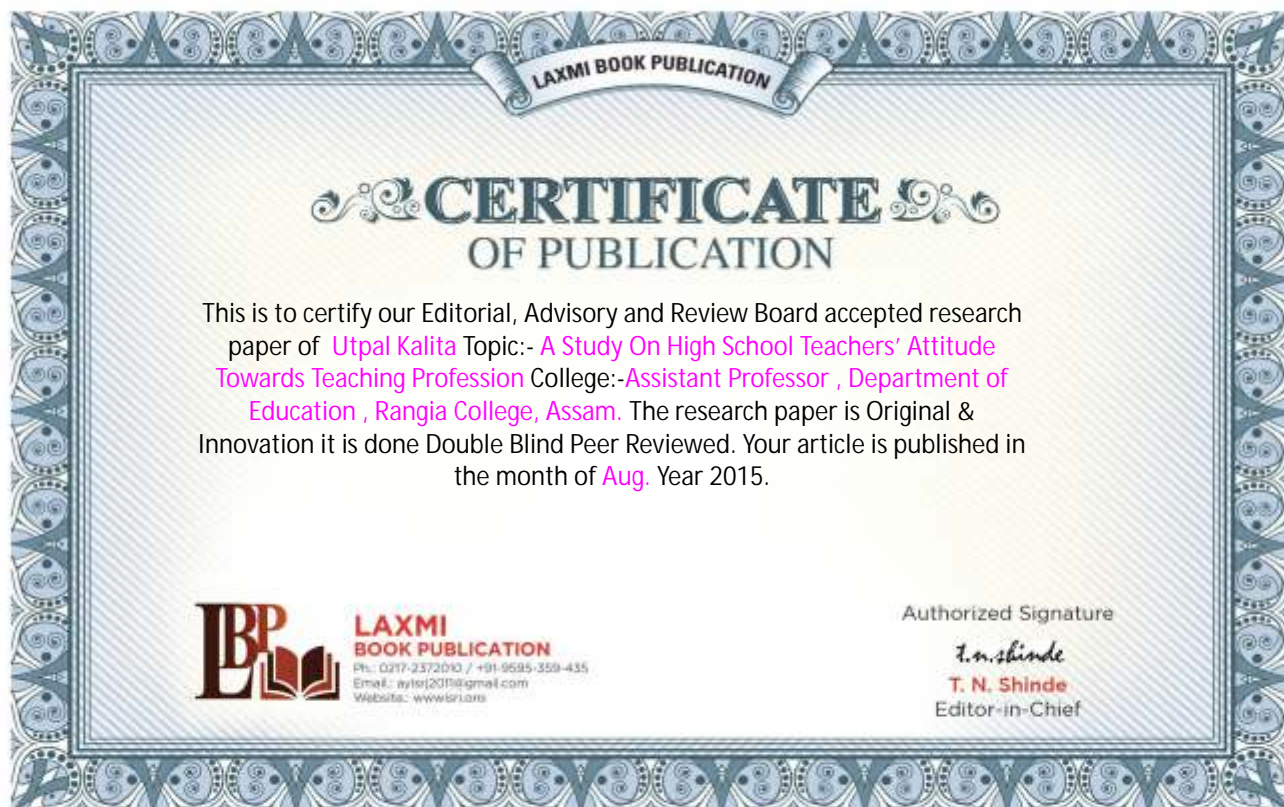 LAXMI BOOK PUBLICATION
CERTIFICATE
OF PUBLICATION
This is to certify our Editorial, Advisory and Review Board accepted research
paper of Utpal Kalita Topic:- A Study On High School Teachers’ Attitude
Towards Teaching Profession College:-Assistant Professor , Department of
Education , Rangia College, Assam. The research paper is Original &
Innovation it is done Double Blind Peer Reviewed. Your article is published in
the month of Aug. Year 2015.
LBP
LAXMI
BOOK PUBLICATION
Ph.: 0217-2372010 / +91-9595-359-435
Email.: ayisrj2011@gmail.com
Website.:
Authorized Signature
t.n.shinde
T. N. Shinde
Editor-in-Chief